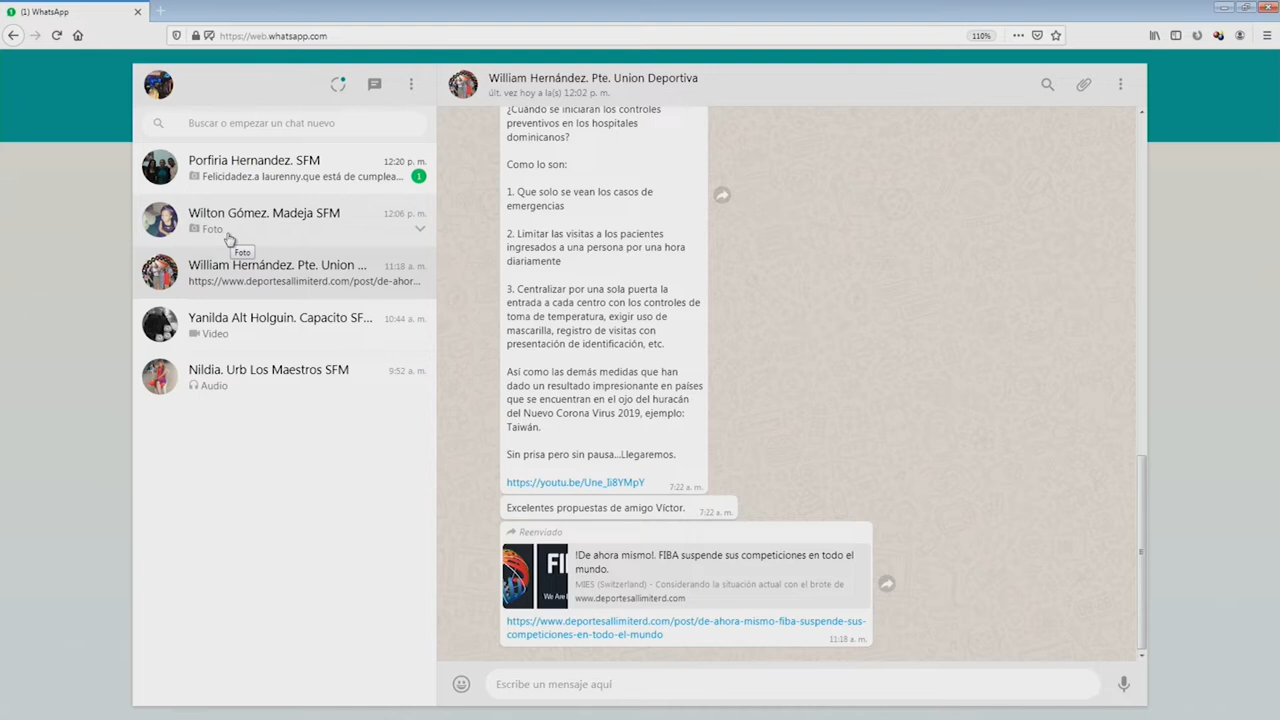 (1) WhatsApp
https://web.whatsapp.com
110%
Buscar o empezar un chat nuevo
Porfiria Hernandez. SFM
12:20 p. m.
Felicidadez.a laurenny.que está de cumplea...
1
Wilton Gómez. Madeja SFM
12:06 p. m.
Foto
Foto
William Hernández. Pte. Union ...
11:18 a. m.
https://www.deportesallimiterd.com/post/de-ahor...
Yanilda Alt Holguin. Capacito SF...
10:44 a. m.
Video
Nildia. Urb Los Maestros SFM
9:52 a. m.
Audio
William Hernández. Pte. Union Deportiva
últ. vez hoy a la(s) 12:02 p. m.
¿Cuándo se iniciaran los controles
preventivos en los hospitales
dominicanos?
Como lo son:
1. Que solo se vean los casos de
emergencias
2. Limitar las visitas a los pacientes
ingresados a una persona por una hora
diariamente
3. Centralizar por una sola puerta la
entrada a cada centro con los controles de
toma de temperatura, exigir uso de
mascarilla, registro de visitas con
presentación de identificación, etc.
Así como las demás medidas que han
dado un resultado impresionante en países
que se encuentran en el ojo del huracán
del Nuevo Corona Virus 2019, ejemplo:
Taiwán.
Sin prisa pero sin pausa...Llegaremos.
https://youtu.be/Une_Ii8YMpY
7:22 a. m.
Excelentes propuestas de amigo Víctor.
7:22 a. m.
Reenviado
!De ahora mismo!. FIBA suspende sus competiciones en todo el
mundo.
MIES (Switzerland) - Considerando la situación actual con el brote de
www.deportesallimiterd.com
FI
We Are
https://www.deportesallimiterd.com/post/de-ahora-mismo-fiba-suspende-sus-
competiciones-en-todo-el-mundo
11:18 a. m.
Escribe un mensaje aquí